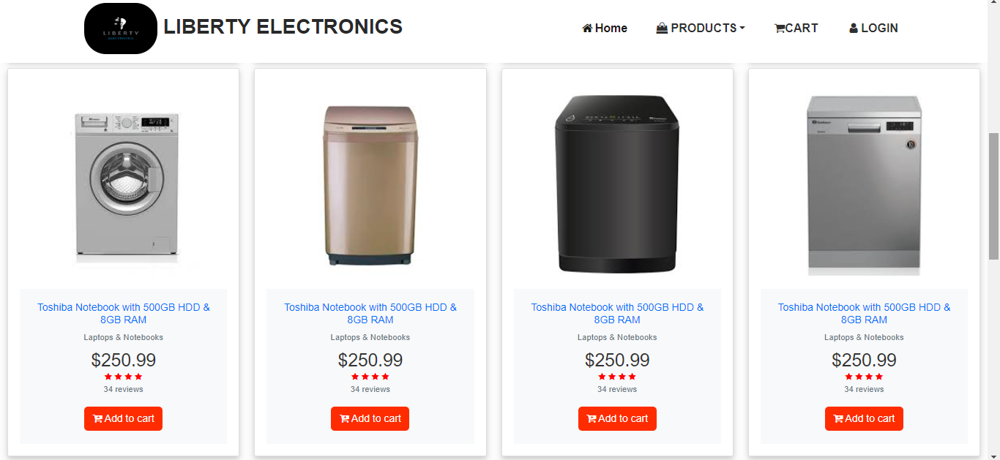 LIBERTY
ELECTRONICS
LIBERTY ELECTRONICS
Home
PRODUCTS
CART
LOGIN
Toshiba Notebook with 500GB HDD &
8GB RAM
Laptops & Notebooks
$250.99
34 reviews
Add to cart
Toshiba Notebook with 500GB HDD &
8GB RAM
Laptops & Notebooks
$250.99
34 reviews
Add to cart
Toshiba Notebook with 500GB HDD &
8GB RAM
Laptops & Notebooks
$250.99
34 reviews
Add to cart
Toshiba Notebook with 500GB HDD &
8GB RAM
Laptops & Notebooks
$250.99
34 reviews
Add to cart